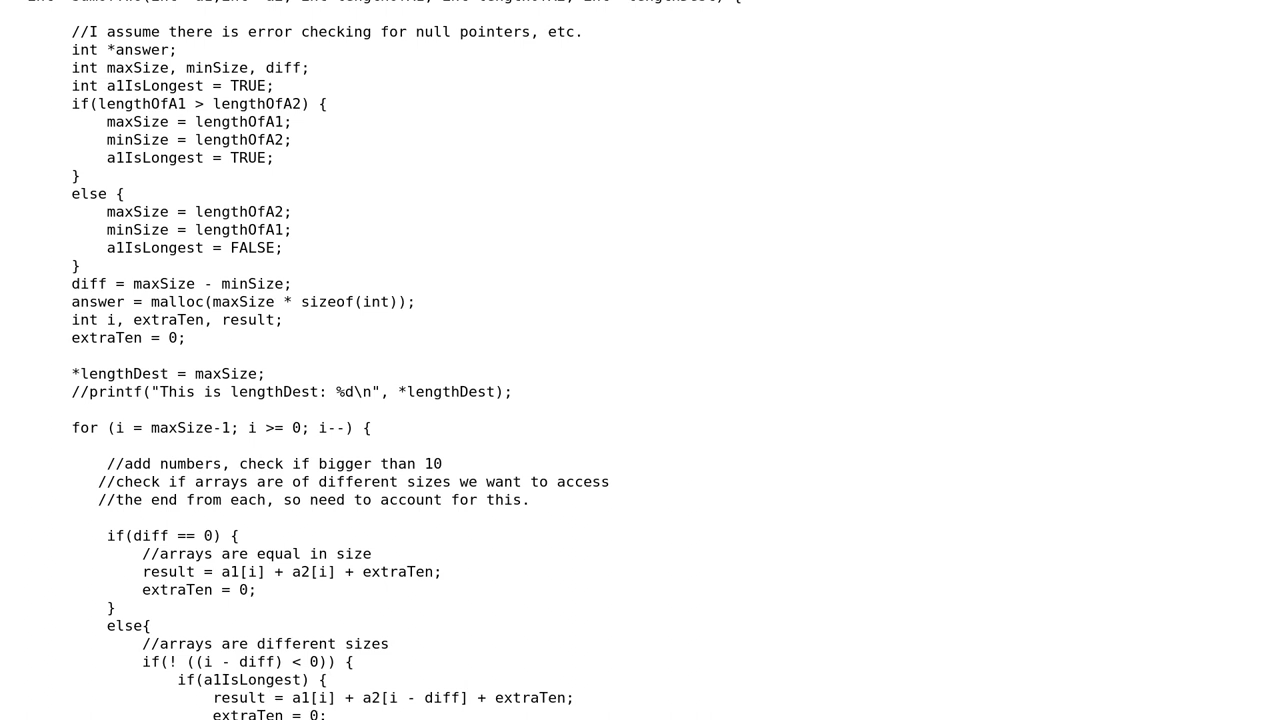 //I assume there is error checking for null pointers, etc.
int *answer;
int maxSize, minSize, diff;
int a1IsLongest = TRUE;
if(lengthOfA1 > lengthOfA2) {
maxSize = lengthOfA1;
minSize = lengthOfA2;
a1IsLongest = TRUE;
}
else {
maxSize = lengthOfA2;
minSize = lengthOfA1;
a1IsLongest = FALSE;
}
diff = maxSize - minSize;
answer = malloc(maxSize * sizeof(int));
int i, extraTen, result;
extraTen = 0;
*lengthDest = maxSize;
//printf("This is lengthDest: %d\n", *lengthDest);
for (i = maxSize-1; i >= 0; i--) {
//add numbers, check if bigger than 10
//check if arrays are of different sizes we want to access
//the end from each, so need to account for this.
if(diff == 0) {
//arrays are equal in size
result = a1[i] + a2[i] + extraTen;
extraTen = 0;
}
else{
//arrays are different sizes
if(! ((i - diff) < 0)) {
if(a1IsLongest) {
result = a1[i] + a2[i - diff] + extraTen;
extraTen = 0;